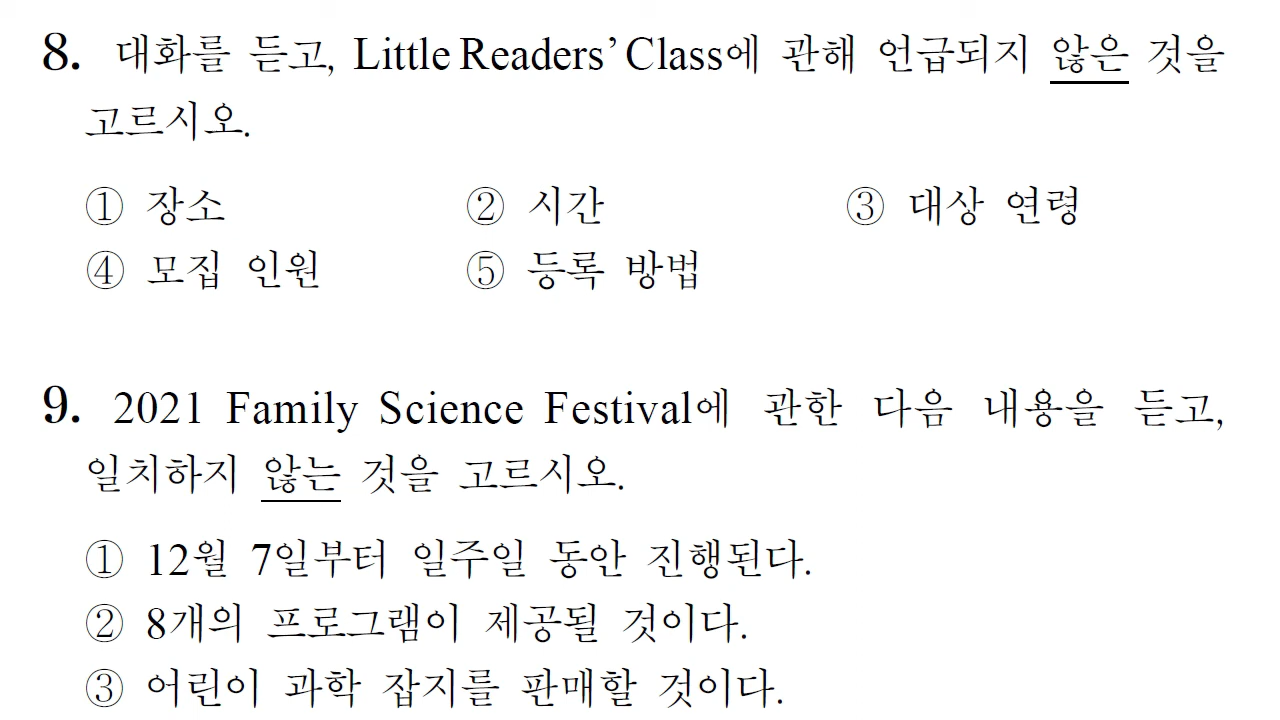 8. 대화를 듣고, Little Readers’ Class에 관해 언급되지 않은 것을
고르시오.
① 장소 ② 시간 ③ 대상 연령
④ 모집 인원 ⑤ 등록 방법
9. 2021 Family Science Festival에 관한 다음 내용을 듣고,
일치하지 않는 것을 고르시오.
① 12월 7일부터 일주일 동안 진행된다.
② 8개의 프로그램이 제공될 것이다.
③ 어린이 과학 잡지를 판매할 것이다.